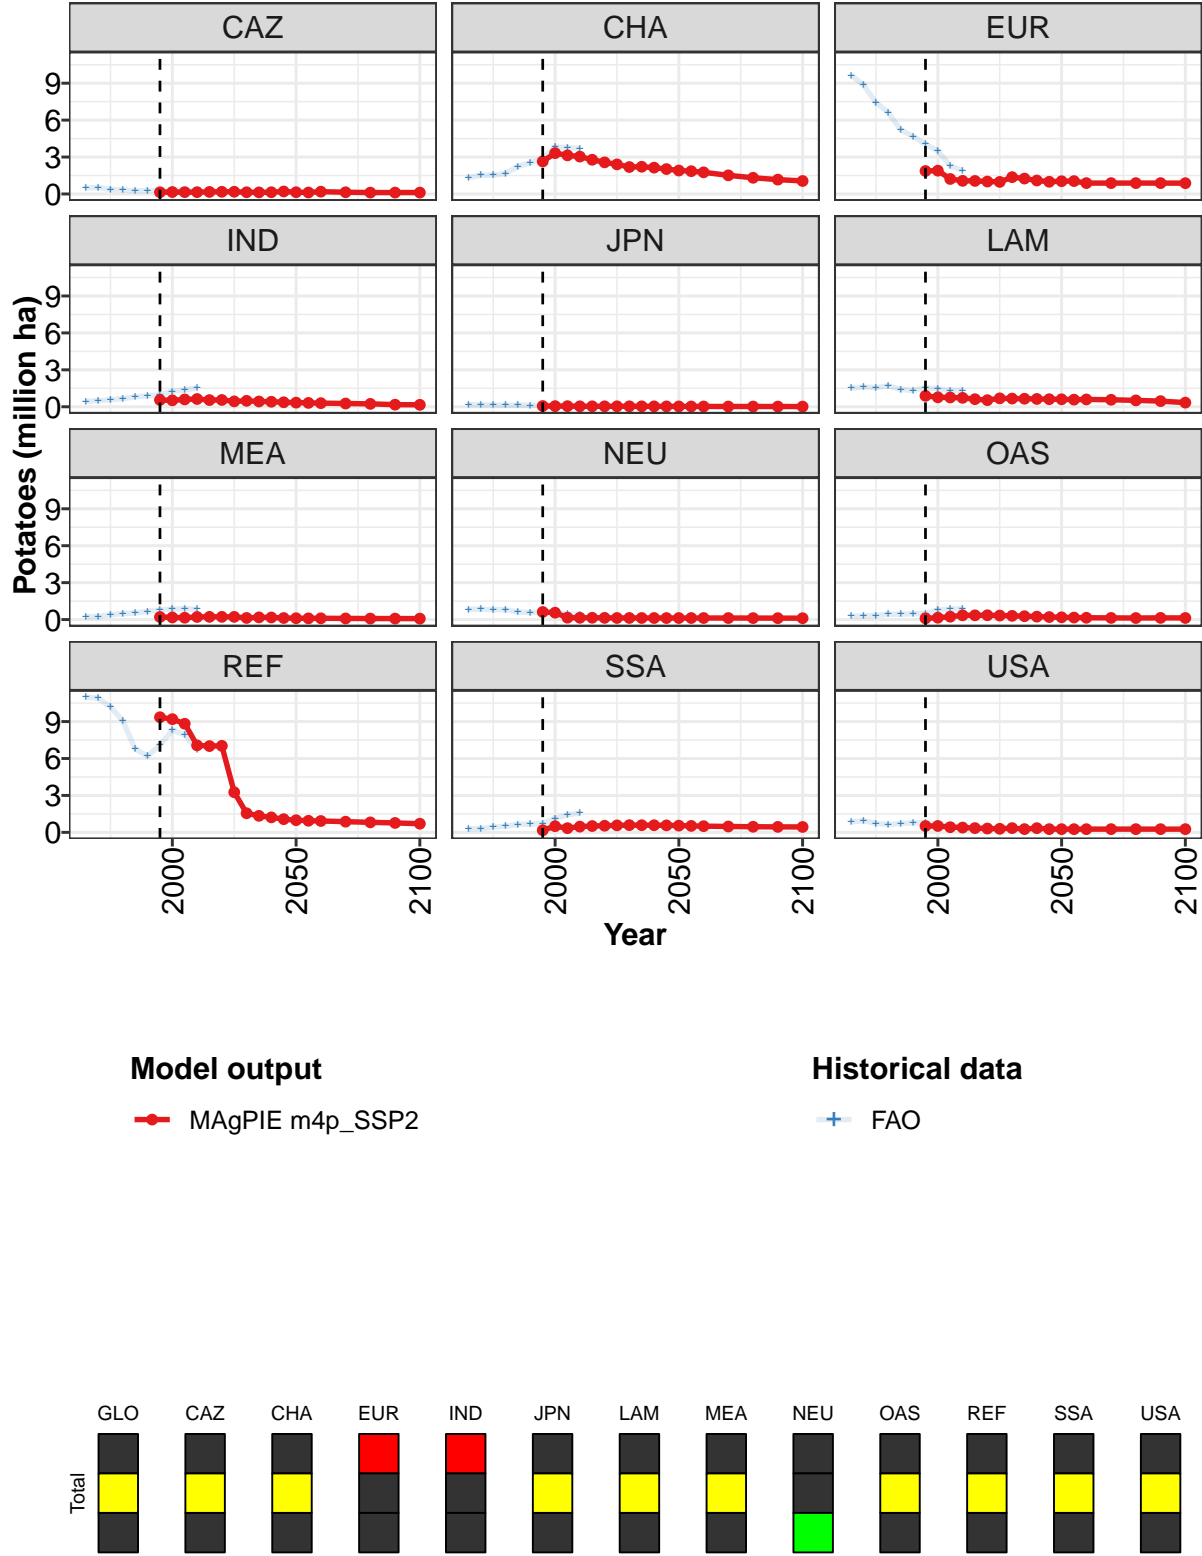 CAZ CHA EUR
9
6
3
0
IND JPN LAM
9
6
3
0
MEA NEU OAS
9
6
3
0
REF SSA USA
9
6
3
0
Potatoes (million ha)
2000 2050 2100 2000 2050 2100 2000 2050 2100
Year
Model output Historical data
MAgPIE m4p_SSP2 FAO
GLO CAZ CHA EUR IND JPN LAM MEA NEU OAS REF SSA USA
Total